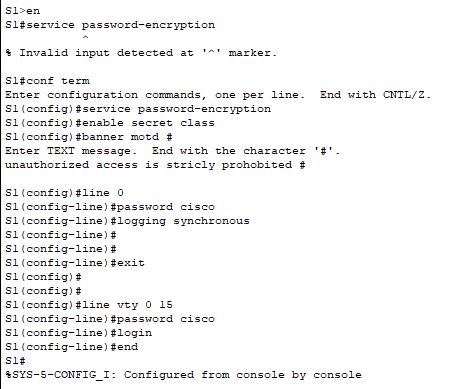 S1>en
S1#service password-encryption
^
% Invalid input detected at '^' marker.
S1#conf term
Enter configuration commands, one per line.  End with CNTL/Z.
S1(config)#service password-encryption
S1(config)#enable secret class
S1(config)#banner motd #
Enter TEXT message.  End with the character '#'.
unauthorized access is stricly prohobited #
S1(config)#line 0
S1(config-line)#password cisco
S1(config-line)#logging synchronous
S1(config-line)#
S1(config-line)#
S1(config-line)#exit
S1(config)#
S1(config)#
S1(config)#line vty 0 15
S1(config-line)#password cisco
S1(config-line)#login
S1(config-line)#end
S1#
%SYS-5-CONFIG_I: Configured from console by console